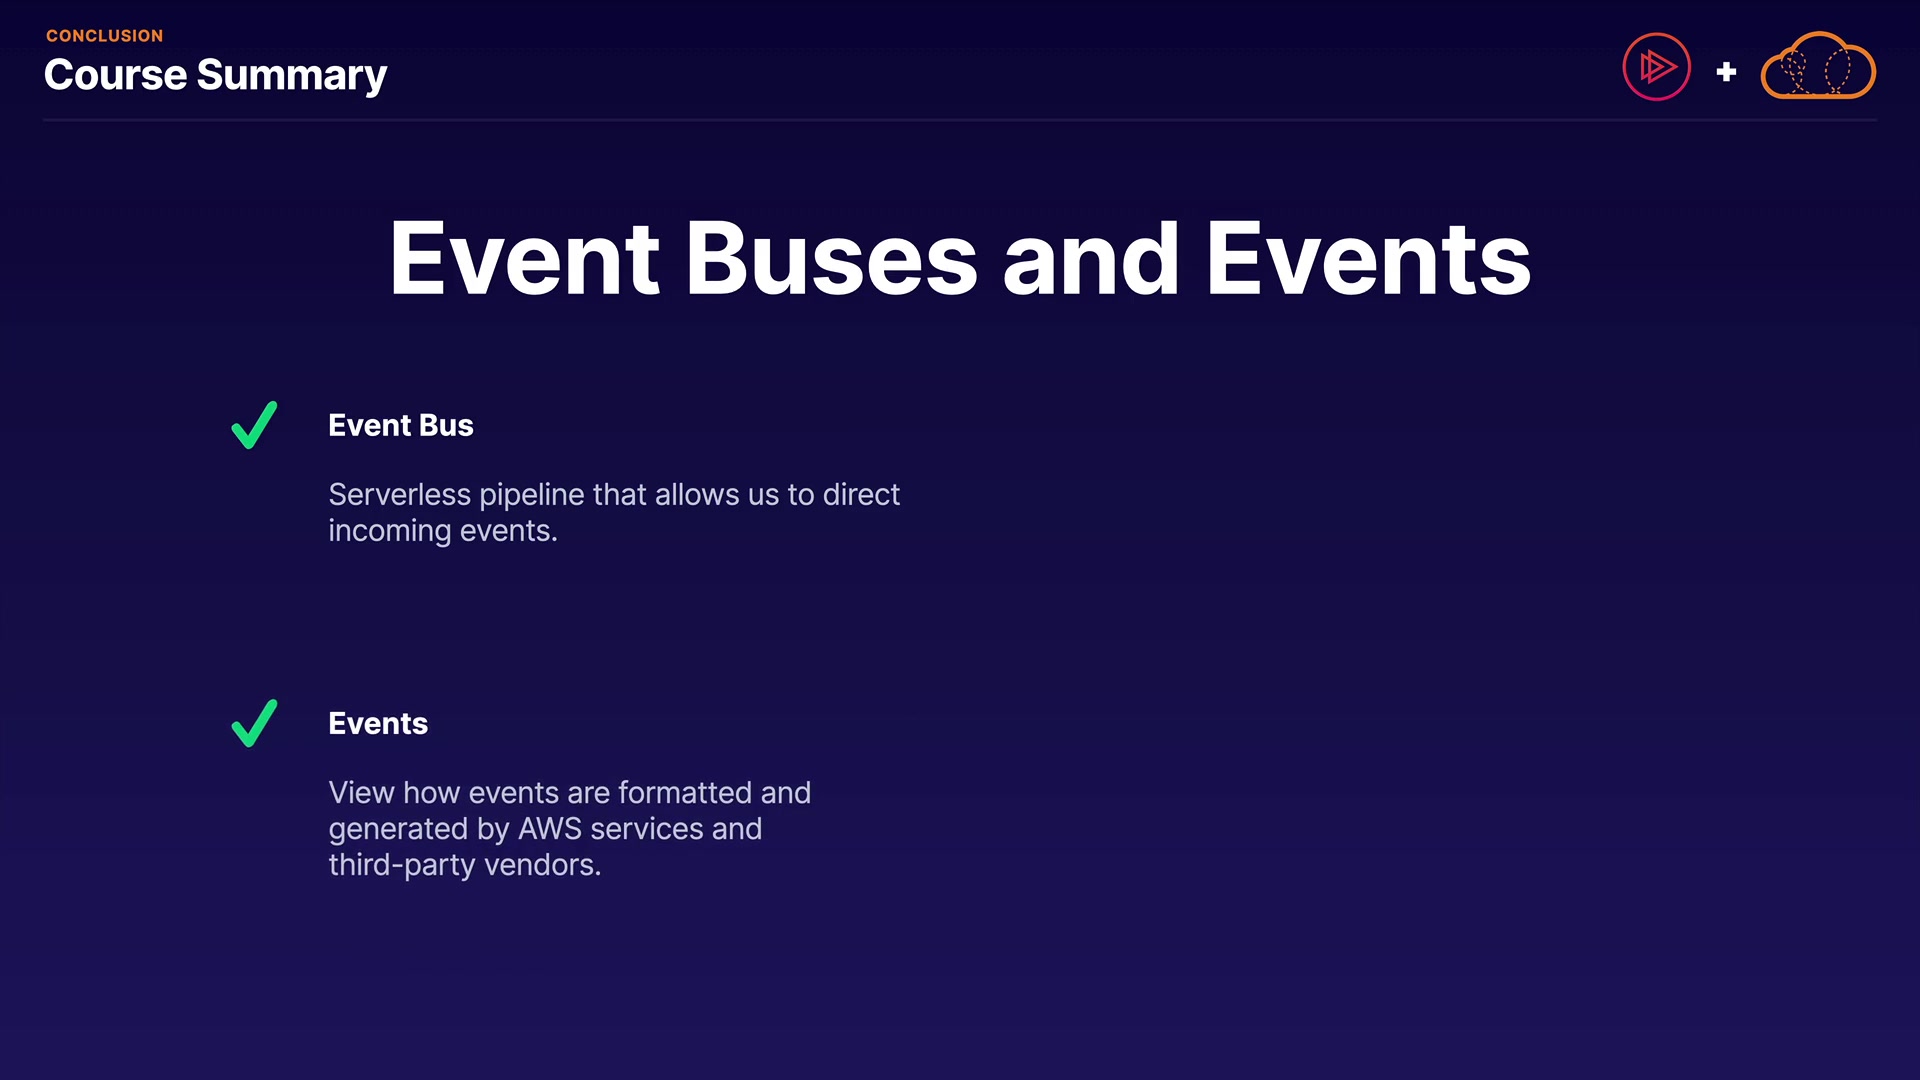 CONCLUSION
Course Summary
+
Event Buses and Events
Event Bus
Serverless pipeline that allows us to direct
incoming events.
Events
View how events are formatted and
generated by AWS services and
third-party vendors.